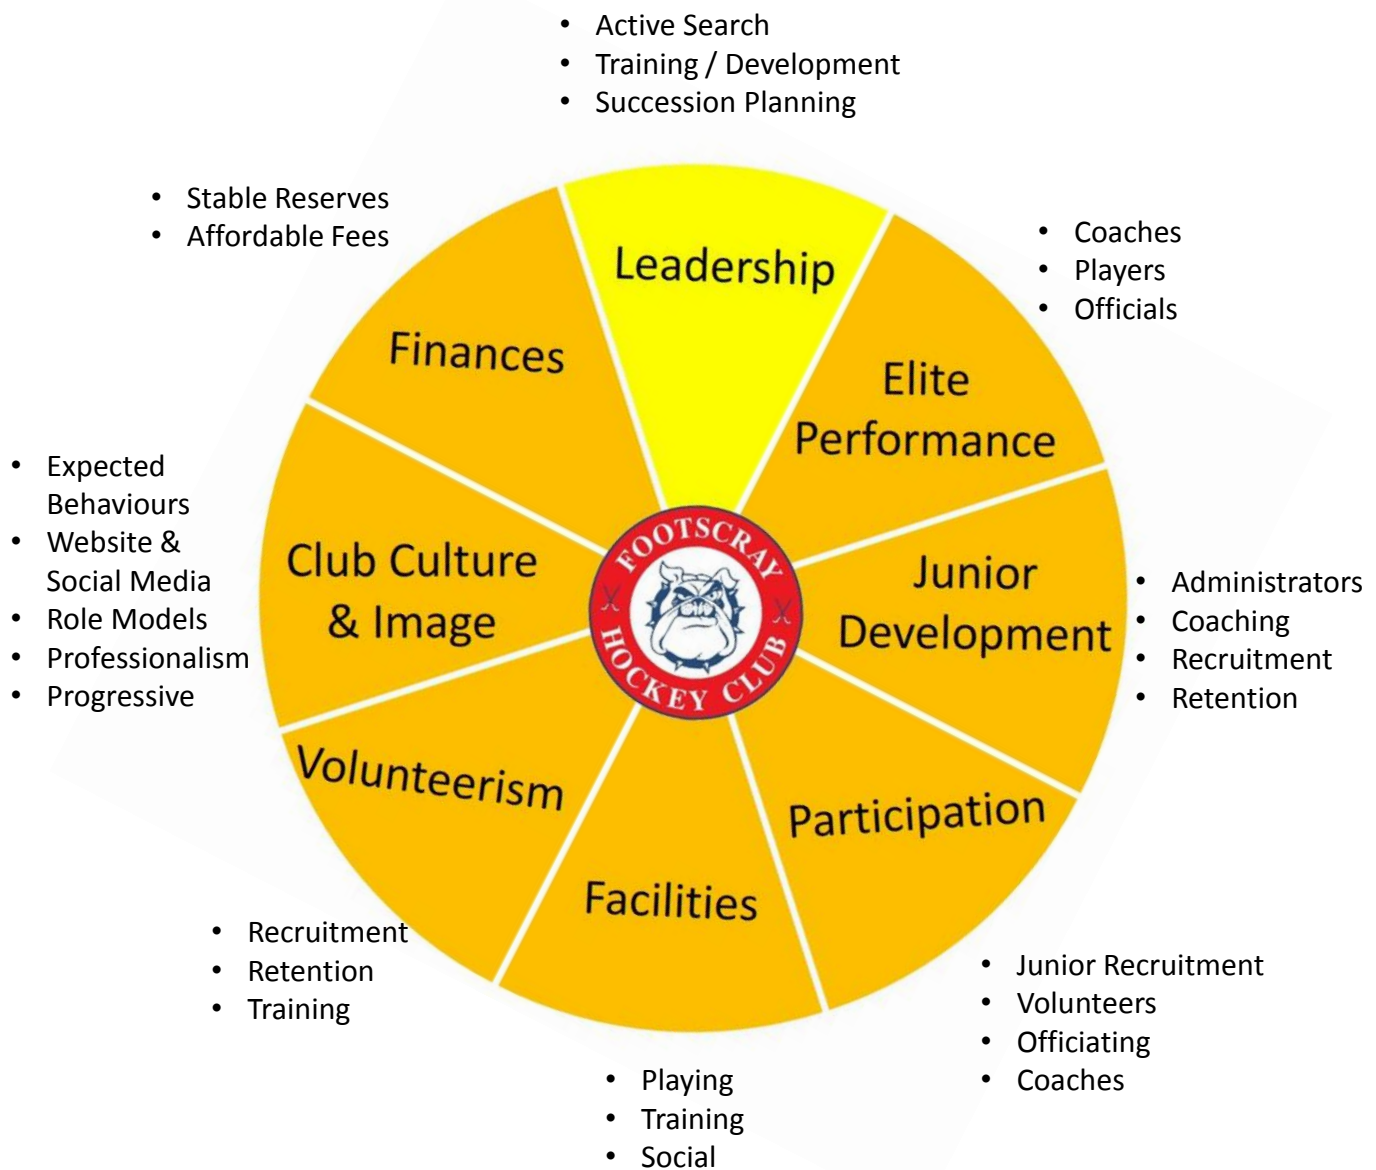 • Active Search
• Training / Development
• Succession Planning
• Stable Reserves
• Affordable Fees
Leadership
• Coaches
• Players
• Officials
Finances
Elite
Performance
• Expected
Behaviours
• Website &
Social Media
• Role Models
• Professionalism
• Progressive
Club Culture
& Image
FOOTSCRAY
HOCKEY CLUB
Junior
Development
• Administrators
• Coaching
• Recruitment
• Retention
Volunteerism
Participation
Facilities
• Recruitment
• Retention
• Training
• Junior Recruitment
• Volunteers
• Officiating
• Coaches
• Playing
• Training
• Social